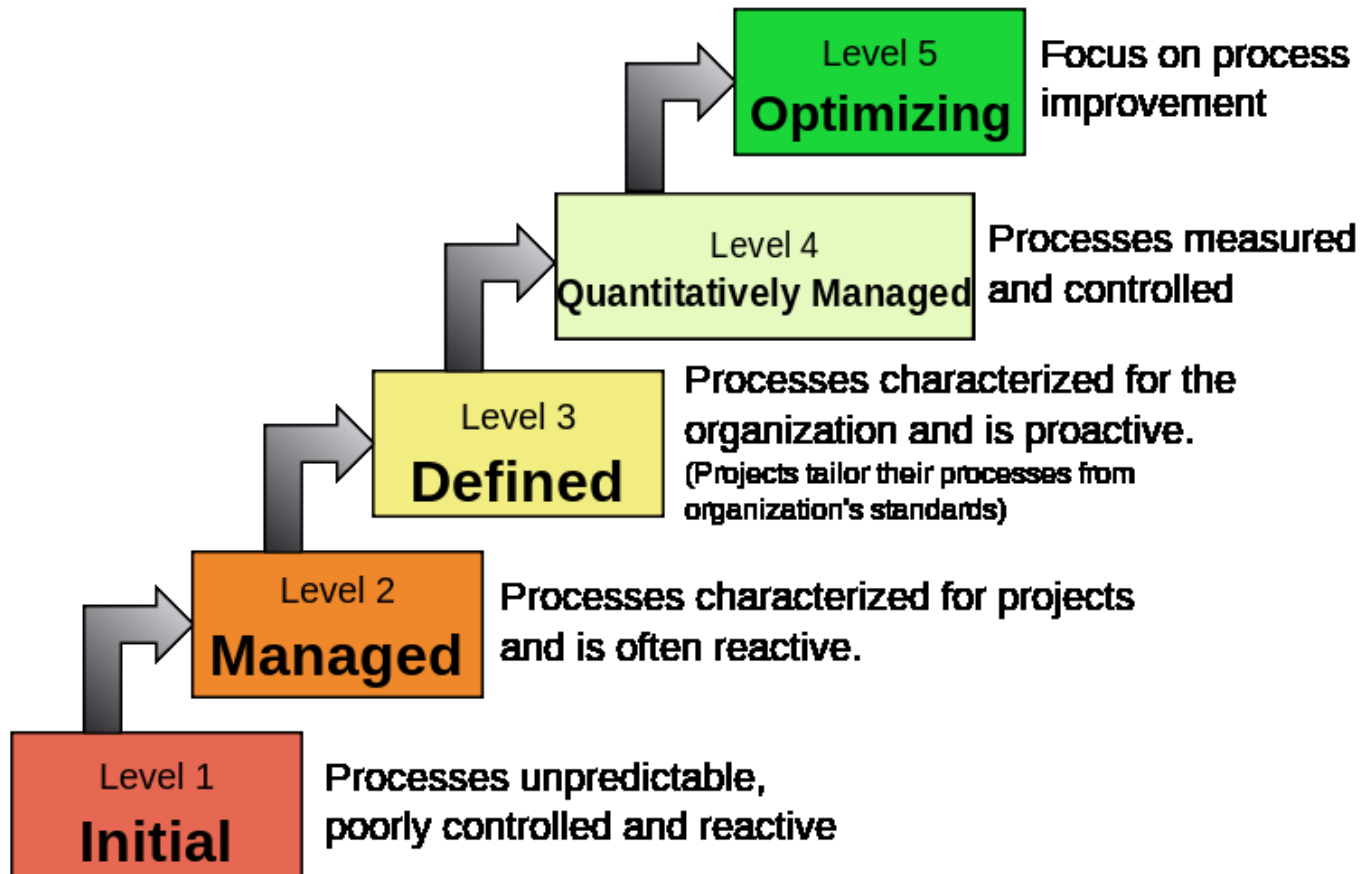 Level 5
Optimizing
Focus on process
improvement
Level 4
Quantitatively Managed
Processes measured
and controlled
Level 3
Defined
Processes characterized for the
organization and is proactive.
(Projects tailor their processes from
organization's standards)
Level 2
Managed
Processes characterized for projects
and is often reactive.
Level 1
Initial
Processes unpredictable,
poorly controlled and reactive